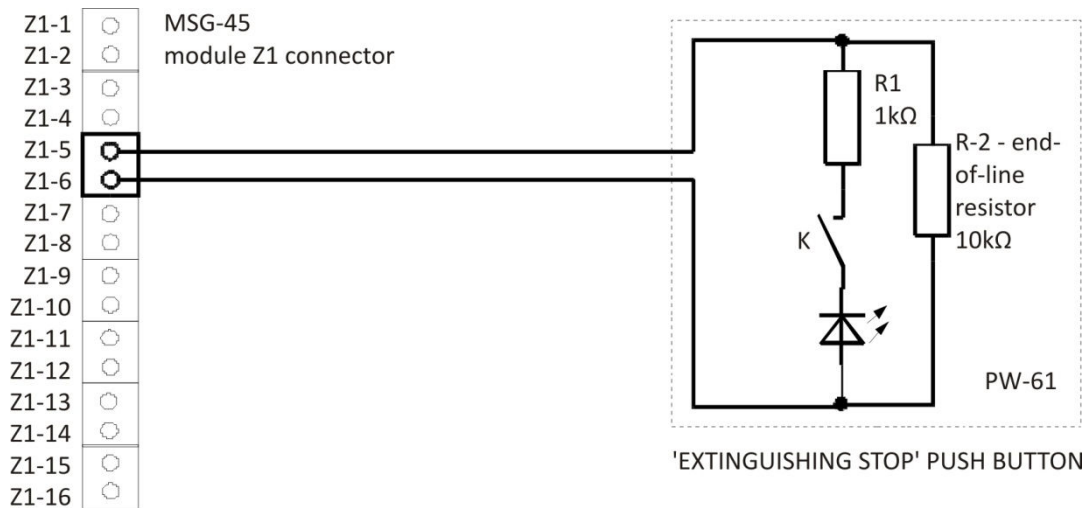 Z1-1
Z1-2
Z1-3
Z1-4
Z1-5
Z1-6
Z1-7
Z1-8
Z1-9
Z1-10
Z1-11
Z1-12
Z1-13
Z1-14
Z1-15
Z1-16
MSG-45
module Z1 connector
R1
1kΩ
R-2 - end-
of-line
resistor
10kΩ
K
PW-61
'EXTINGUISHING STOP' PUSH BUTTON